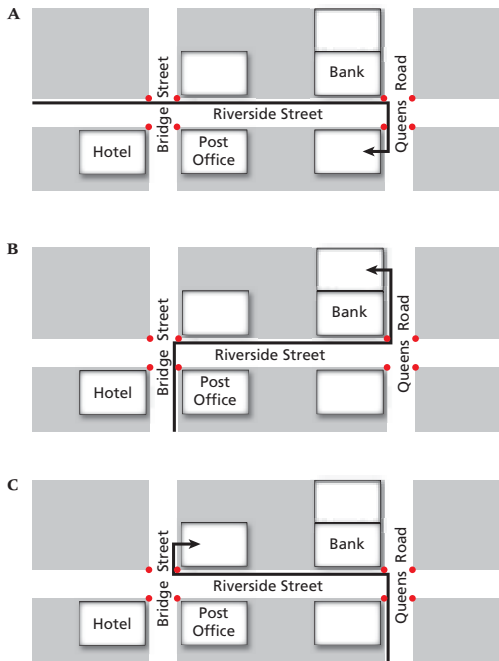 A
Bank
Bridge Street
Riverside Street
Queens Road
Hotel
Post
Office
B
Bank
Bridge Street
Riverside Street
Queens Road
Hotel
Post
Office
C
Bank
Bridge Street
Riverside Street
Queens Road
Hotel
Post
Office